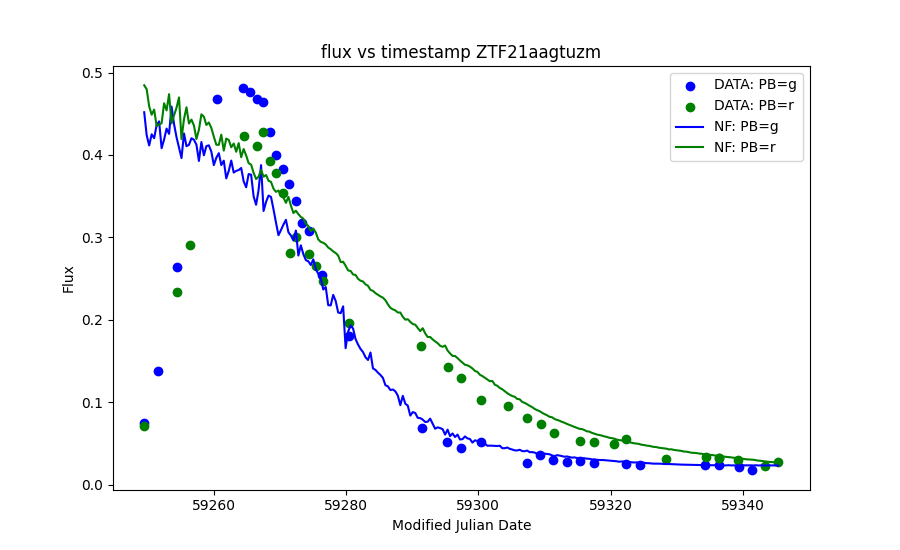 flux vs timestamp ZTF21aagtuzm
DATA: PB=g
DATA: PB=r
NF: PB=g
NF: PB=r
0.5
0.4
0.3
0.2
0.1
0.0
Flux
59260
59280
59300
59320
59340
Modified Julian Date